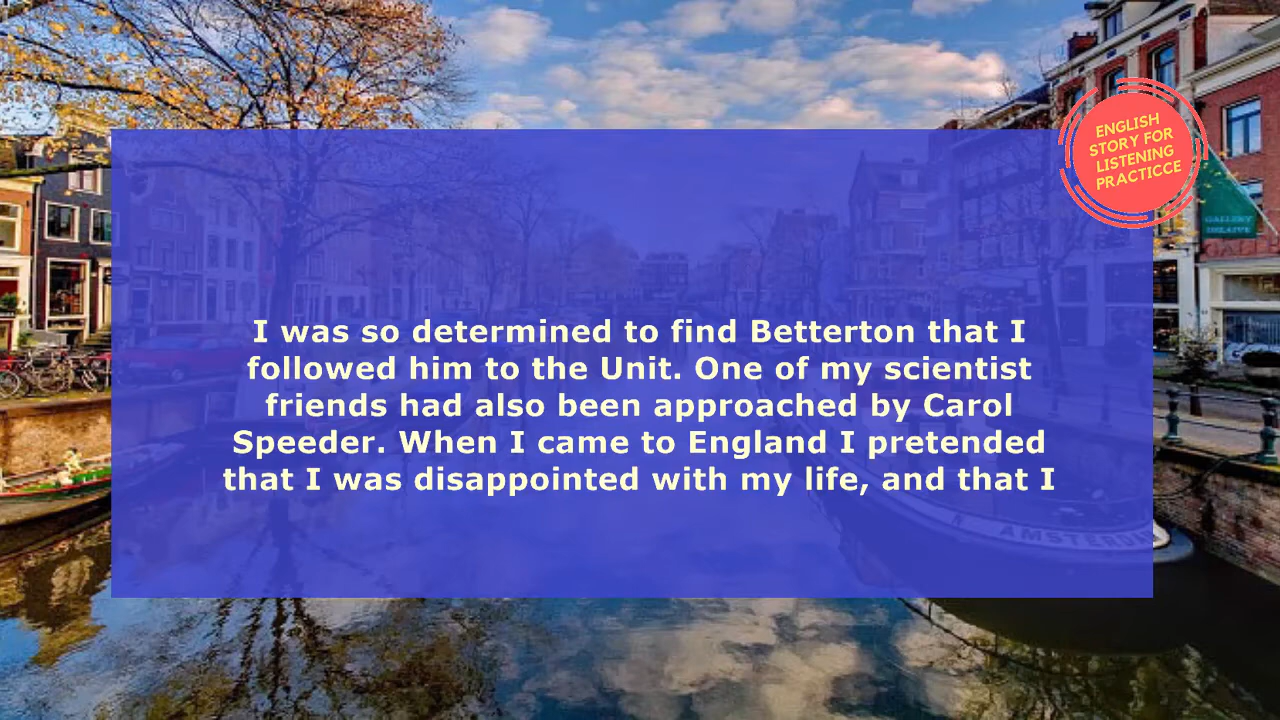 ENGLISH
STORY FOR
LISTENING
PRACTICCE
GALLERY
I was so determined to find Betterton that I
followed him to the Unit. One of my scientist
friends had also been approached by Carol
Speeder. When I came to England I pretended
that I was disappointed with my life, and that I
AMSTERDAM